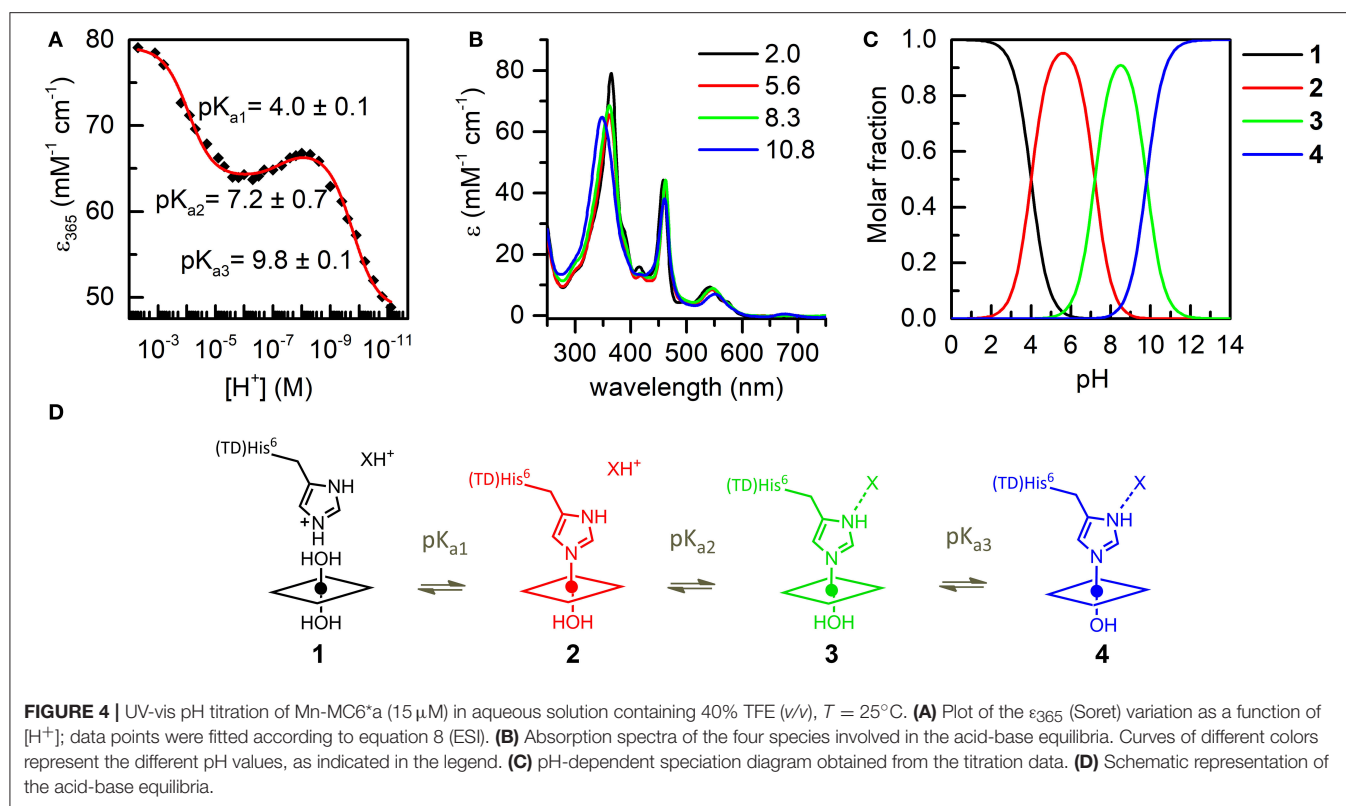 A
80
70
60
50
ε365 (mM-1 cm-1)
pKa1= 4.0 ± 0.1
pKa2= 7.2 ± 0.7
pKa3= 9.8 ± 0.1
10-3 10-5 10-7 10-9 10-11
[H+] (M)
B
80
60
40
20
0
ε (mM-1 cm-1)
2.0
5.6
8.3
10.8
300 400 500 600 700
wavelength (nm)
C
1.0
0.8
0.6
0.4
0.2
0.0
Molar fraction
0 2 4 6 8 10 12 14
pH
1
2
3
4
D
(TD)His6 XH+
NH
+
N
H
HOH
HOH
1
pKa1
(TD)His6 XH+
NH
N
HOH
2
pKa2
(TD)His6 X
NH
N
HOH
3
pKa3
(TD)His6 X
NH
N
OH
4
FIGURE 4 | UV-vis pH titration of Mn-MC6*a (15 μM) in aqueous solution containing 40% TFE (v/v), T = 25°C. (A) Plot of the ε365 (Soret) variation as a function of
[H+]; data points were fitted according to equation 8 (ESI). (B) Absorption spectra of the four species involved in the acid-base equilibria. Curves of different colors
represent the different pH values, as indicated in the legend. (C) pH-dependent speciation diagram obtained from the titration data. (D) Schematic representation of
the acid-base equilibria.